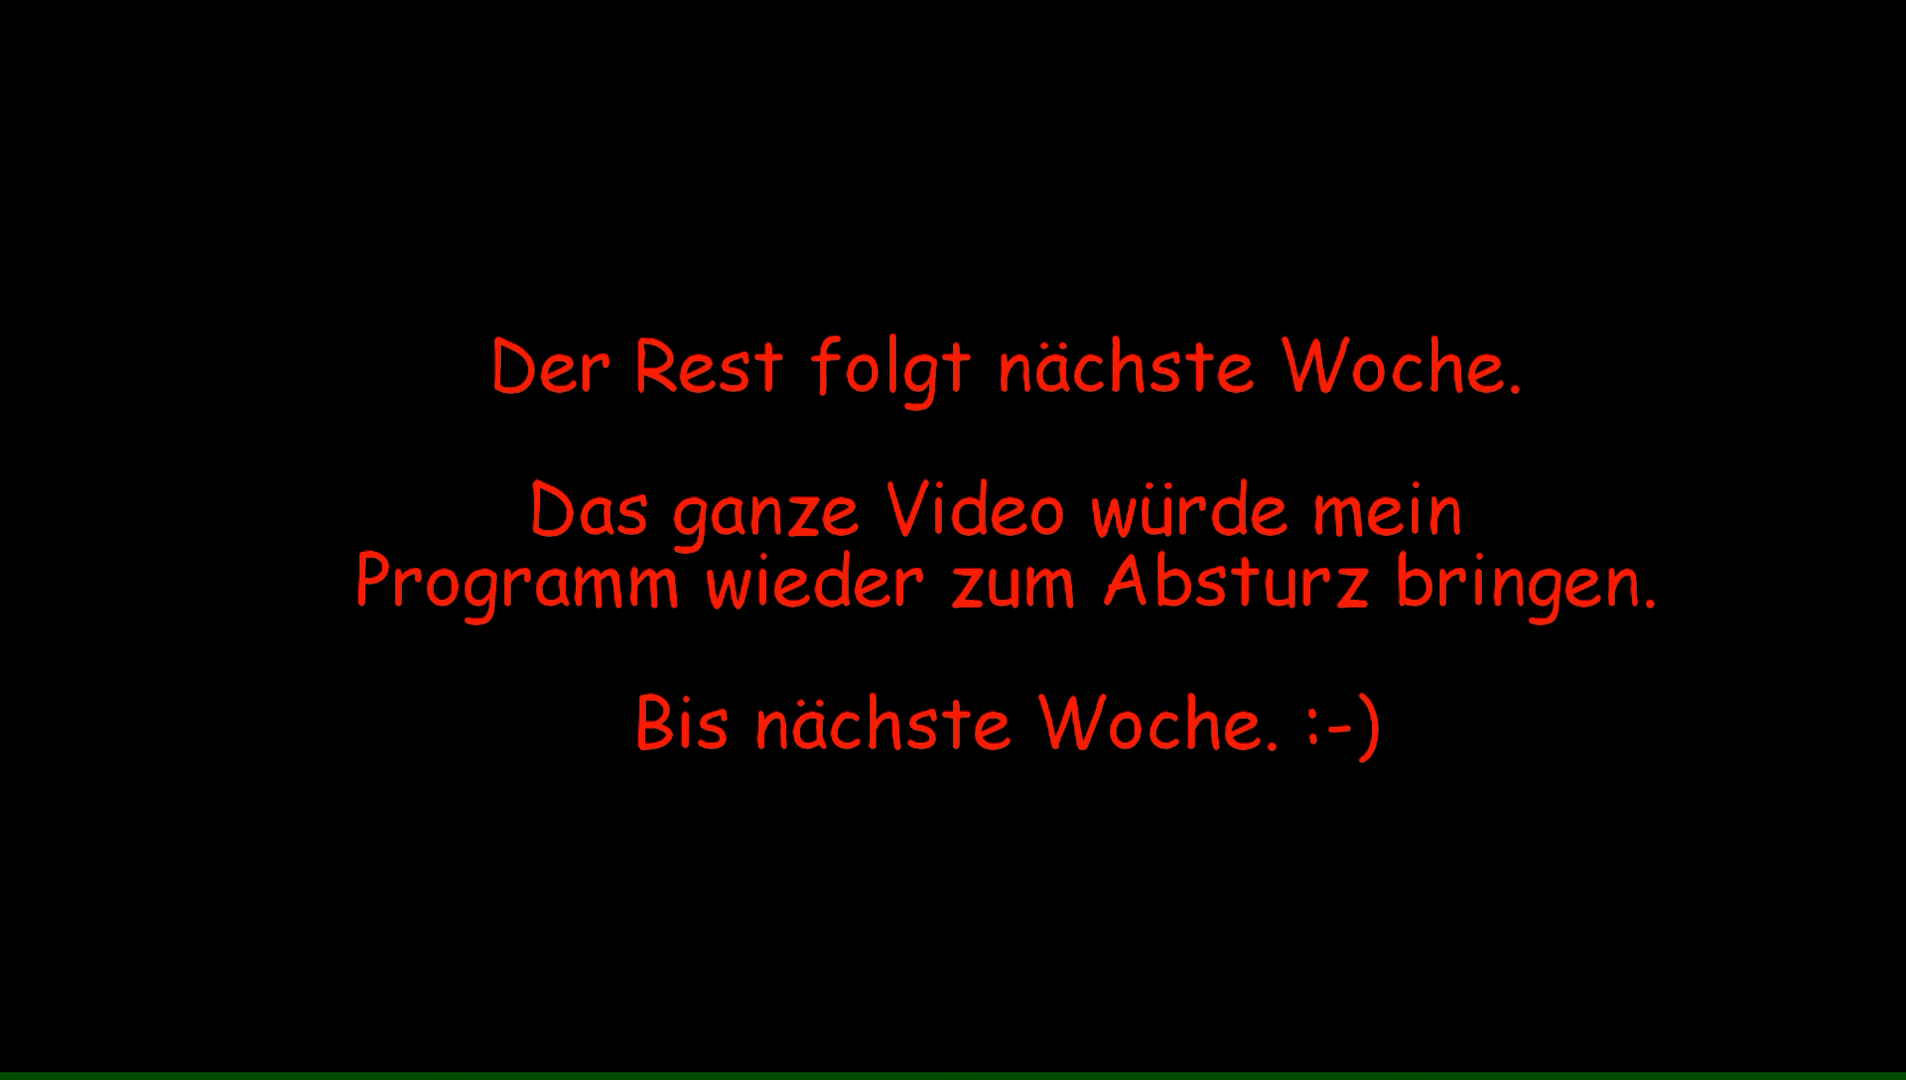 Der Rest folgt nächste Woche.
Das ganze Video würde mein
Programm wieder zum Absturz bringen.
Bis nächste Woche. :-)